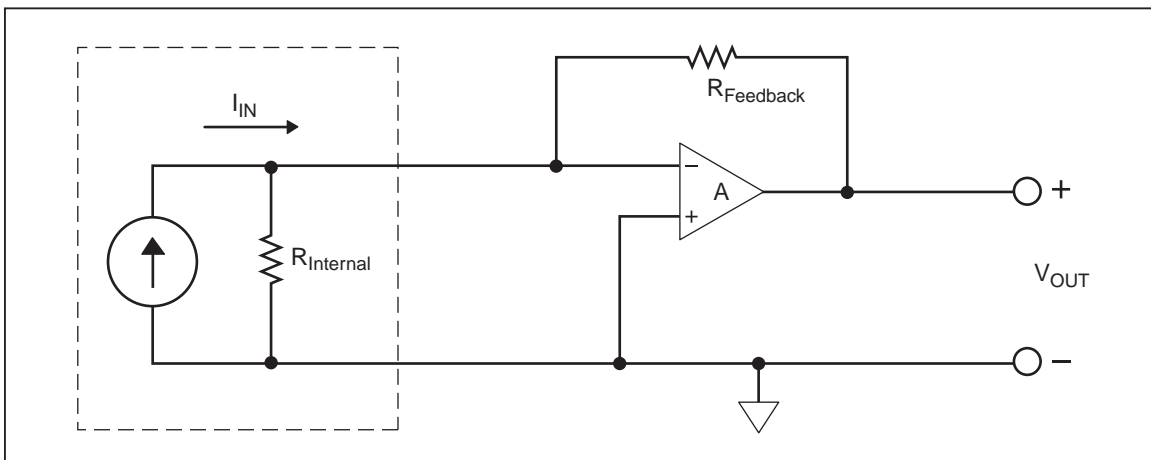 R_Feedback
I_IN
−
A
+
+
R_Internal
V_OUT
−